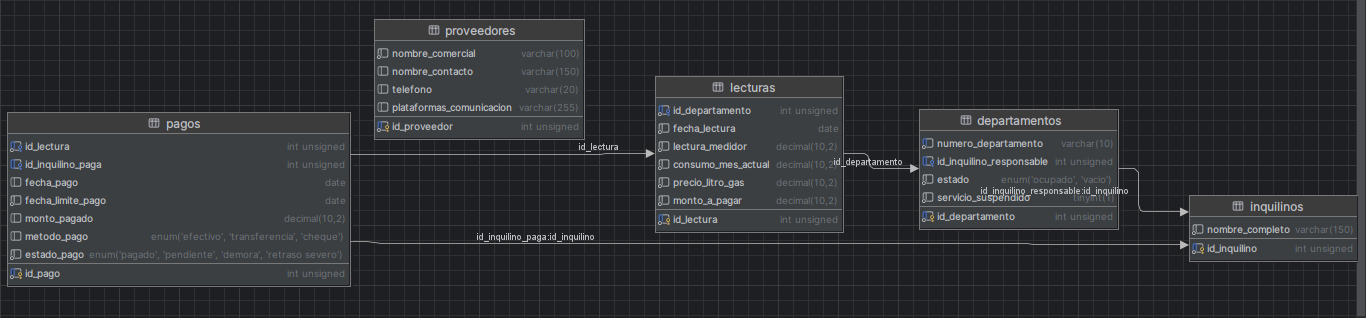 proveedores
nombre_comercial varchar(100)
nombre_contacto varchar(150)
telefono varchar(20)
plataformas_comunicacion varchar(255)
id_proveedor int unsigned
pagos
id_lectura int unsigned
id_inquilino_paga int unsigned
fecha_pago date
fecha_limite_pago date
monto_pagado decimal(10,2)
metodo_pago enum('efectivo', 'transferencia', 'cheque')
estado_pago enum('pagado', 'pendiente', 'demora', 'retraso severo')
id_pago int unsigned
id_lectura
id_inquilino_paga:id_inquilino
lecturas
id_departamento int unsigned
fecha_lectura date
lectura_medidor decimal(10,2)
consumo_mes_actual decimal(10,2)
precio_litro_gas decimal(10,2)
monto_a_pagar decimal(10,2)
id_lectura int unsigned
id_departamento
departamentos
numero_departamento varchar(10)
id_inquilino_responsable int unsigned
estado enum('ocupado', 'vacio')
id_inquilino_responsable:id_inquilino
servicio_suspendido tinyint(1)
id_departamento int unsigned
inquilinos
nombre_completo varchar(150)
id_inquilino int unsigned